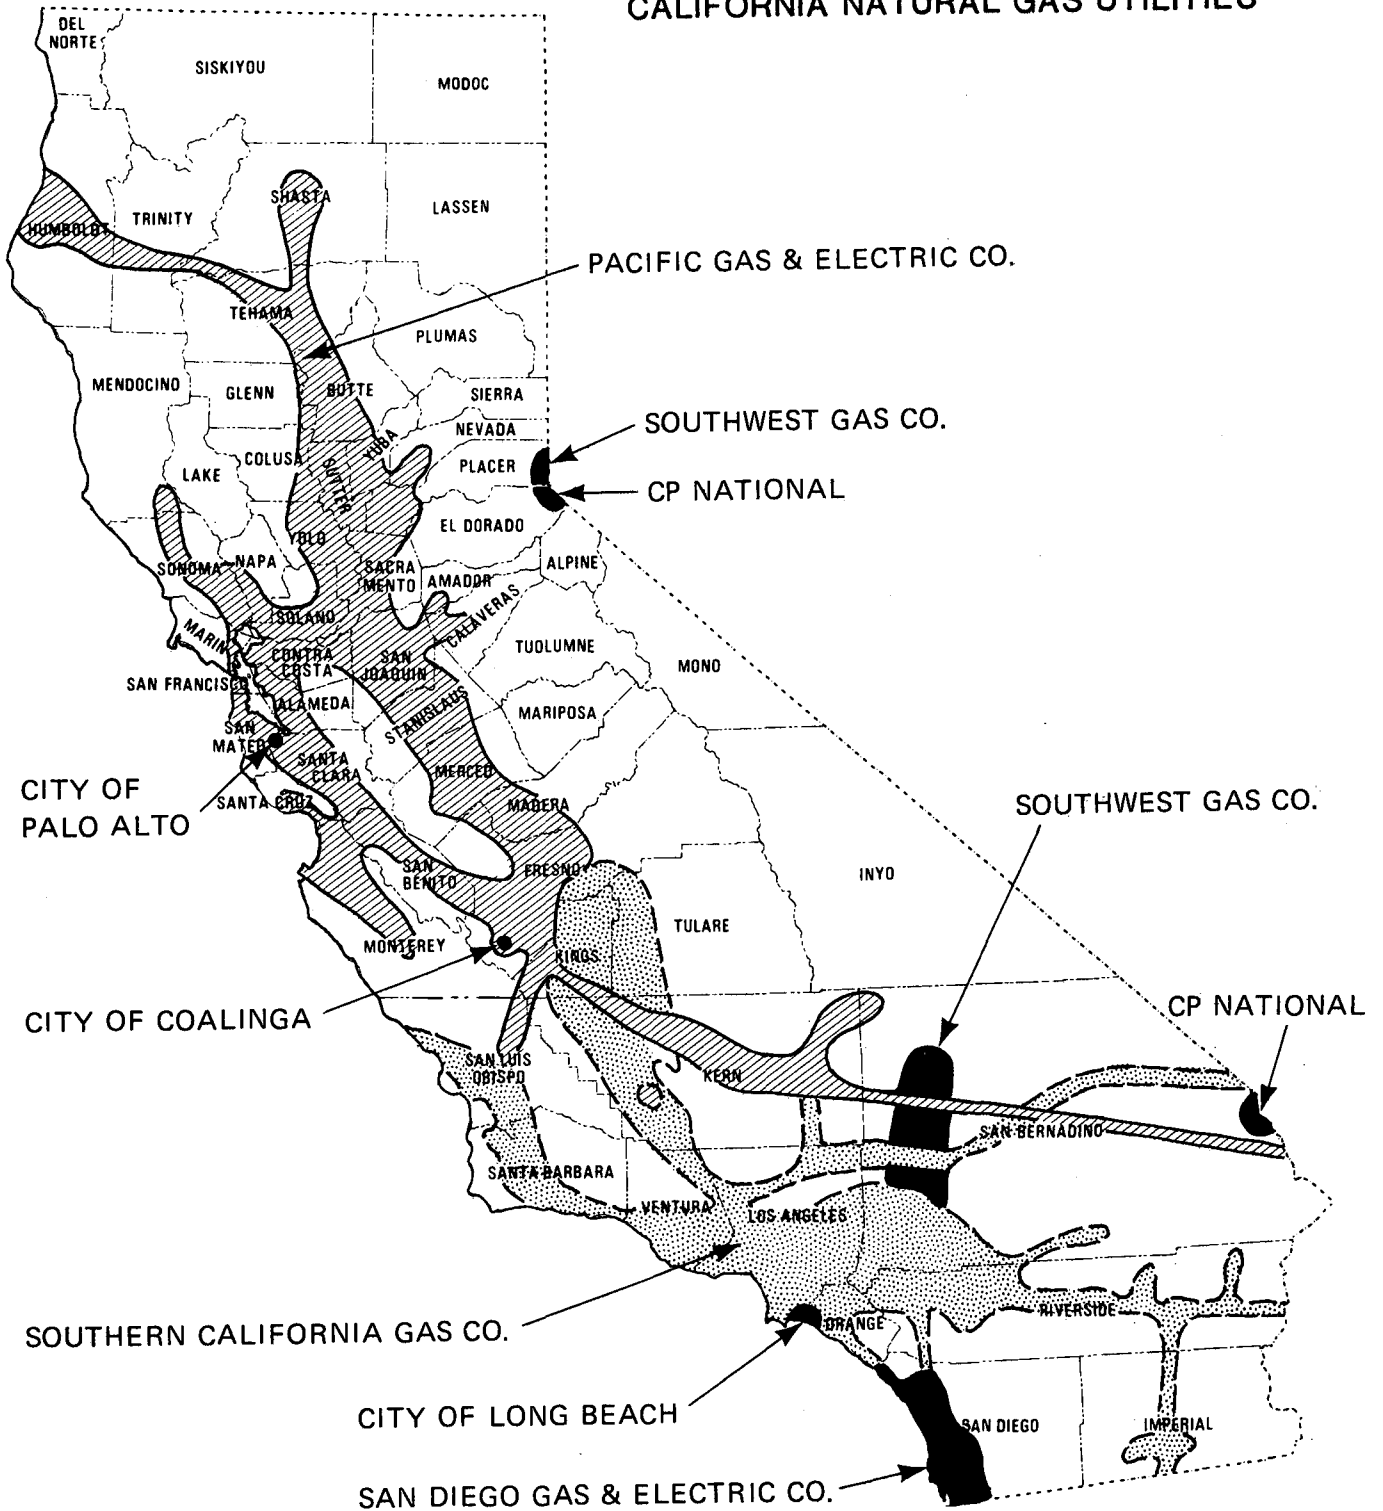 CALIFORNIA NATURAL GAS UTILITIES
DEL
NORTE
SISKIYOU
MODOC
SHASTA
LASSEN
TRINITY
HUMBOLDT
PACIFIC GAS & ELECTRIC CO.
TEHAMA
PLUMAS
MENDOCINO
GLENN
BUTTE
SIERRA
SOUTHWEST GAS CO.
NEVADA
YUBA
COLUSA
PLACER
LAKE
SUTTER
CP NATIONAL
EL DORADO
YOLO
NAPA
SONOMA
ALPINE
SACRA
MENTO
AMADOR
CALAVERAS
SOLANO
MARIN
TUOLUMNE
CONTRA
COSTA
SAN
JOAQUIN
MONO
SAN FRANCISCO
ALAMEDA
STANISLAUS
MARIPOSA
SAN
MATEO
SANTA
CLARA
MERCED
CITY OF
PALO ALTO
SANTA CRUZ
MADERA
SOUTHWEST GAS CO.
SAN
BENITO
FRESNO
INYO
TULARE
MONTEREY
KINGS
CITY OF COALINGA
CP NATIONAL
SAN LUIS
OBISPO
KERN
SAN BERNADINO
SANTA BARBARA
VENTURA
LOS ANGELES
RIVERSIDE
SOUTHERN CALIFORNIA GAS CO.
ORANGE
CITY OF LONG BEACH
SAN DIEGO
IMPERIAL
SAN DIEGO GAS & ELECTRIC CO.